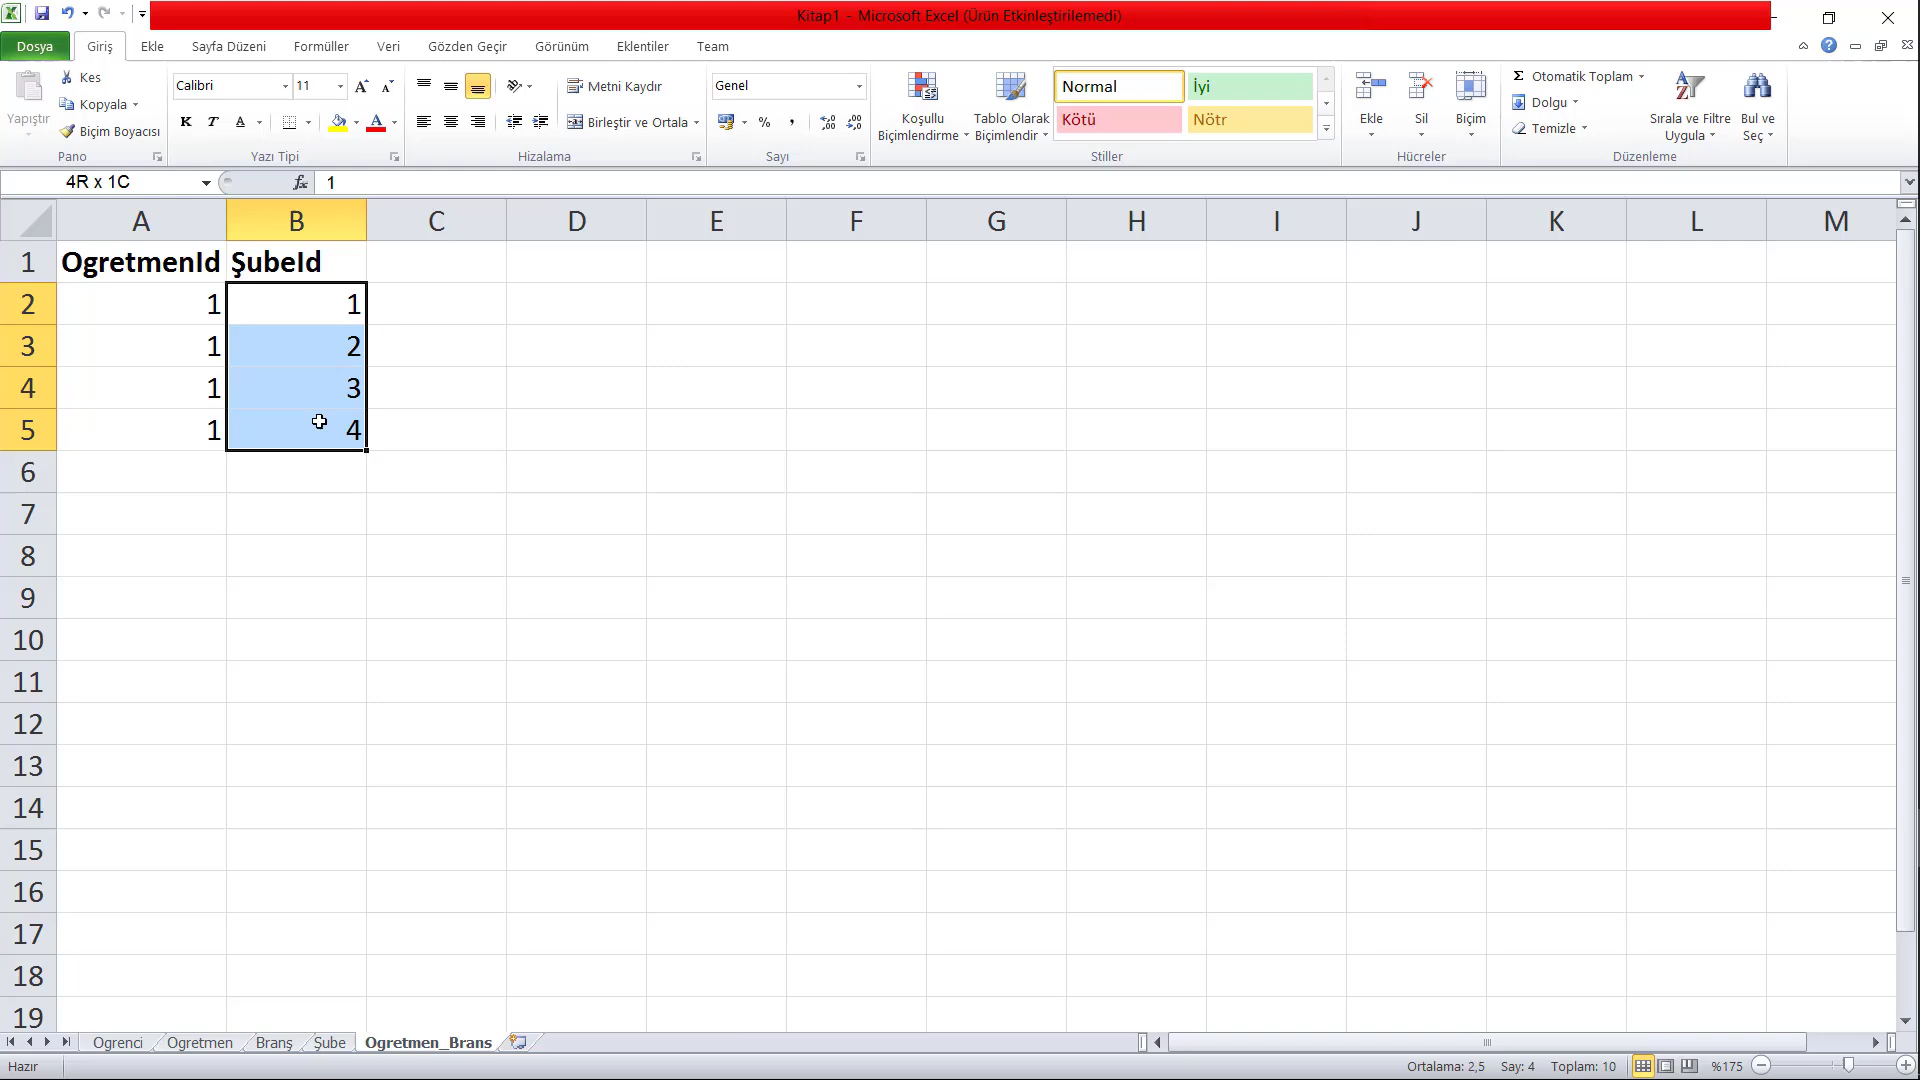 Kitap1 - Microsoft Excel (Ürün Etkinleştirilemedi)
Dosya Giriş Ekle Sayfa Düzeni Formüller Veri Gözden Geçir Görünüm Eklentiler Team
Yapıştır
Kes
Kopyala
Biçim Boyacısı
Pano
Calibri 11
K T A
Yazı Tipi
Metni Kaydır
Birleştir ve Ortala
Hizalama
Genel
%
Sayı
Koşullu Biçimlendirme
Tablo Olarak Biçimlendir
Normal İyi
Kötü Nötr
Stiller
Ekle Sil Biçim
Hücreler
Otomatik Toplam
Dolgu
Temizle
Sırala ve Filtre Uygula
Bul ve Seç
Düzenleme
4R x 1C fx 1
A B C D E F G H I J K L M
1 OgretmenId ŞubeId
2 1 1
3 1 2
4 1 3
5 1 4
6
7
8
9
10
11
12
13
14
15
16
17
18
19
Ogrenci Ogretmen Branş Şube Ogretmen_Brans
Hazır Ortalama: 2,5 Say: 4 Toplam: 10 %175